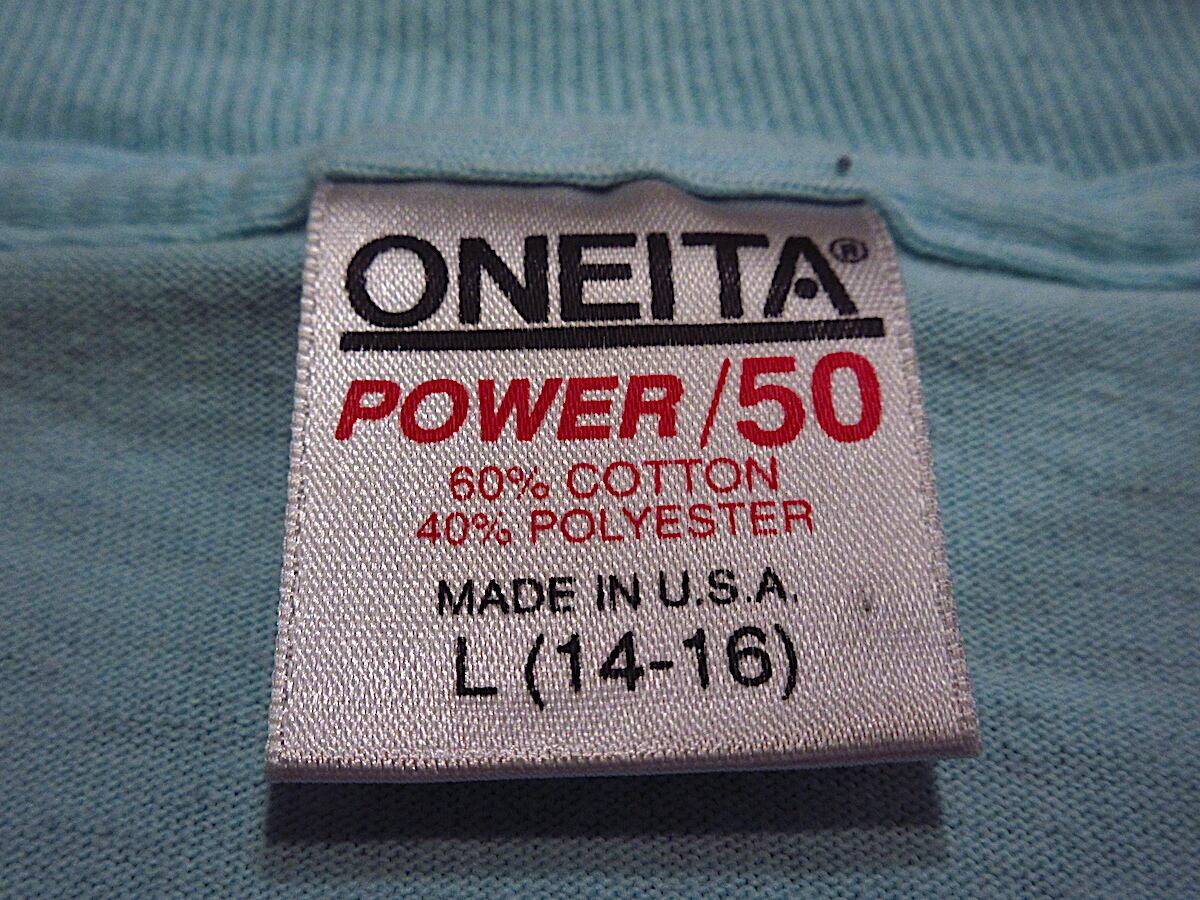 ONEITA®
POWER/50
60% COTTON
40% POLYESTER
MADE IN U.S.A.
L (14-16)